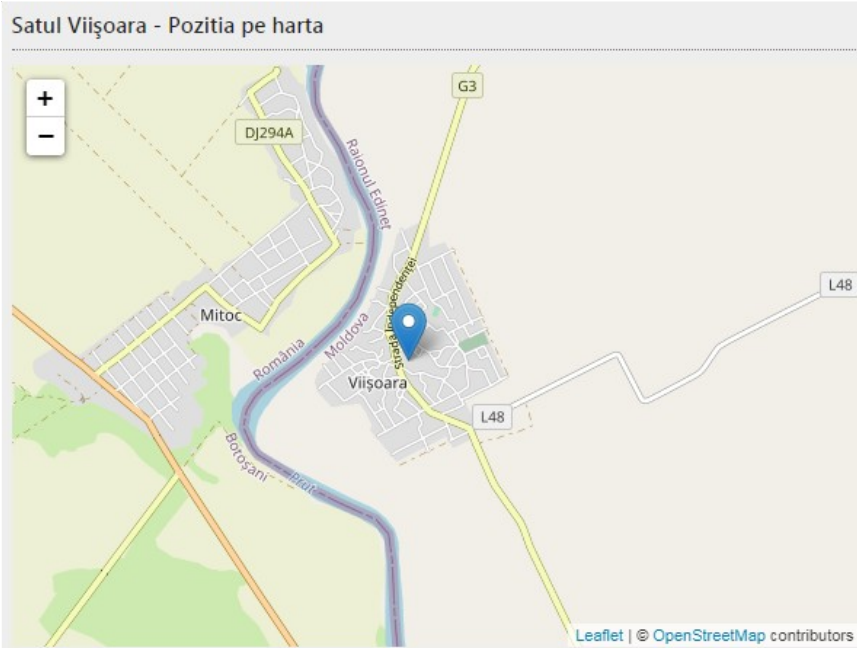 Satul Viişoara - Pozitia pe harta
+
−
G3
DJ294A
Raionul Edineț
Strada Independenței
L48
Mitoc
România
Moldova
Viișoara
L48
Botoșani
Prut
Leaflet | © OpenStreetMap contributors